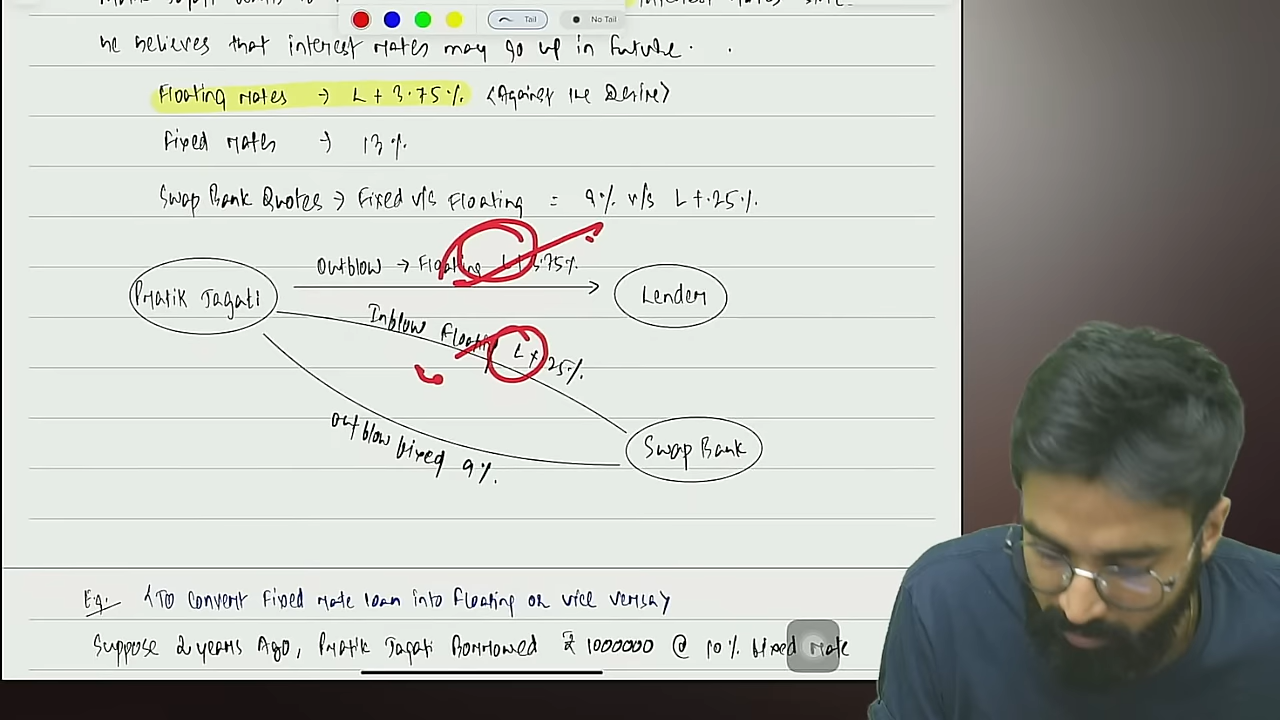 Tail
No Tail
he believes that interest rates may go up in future.
Floating rates → L + 3.75% (Against the Desire)
Fixed rates → 13%
Swap Bank Quotes → Fixed v/s Floating = 9% v/s L+.25%
Outflow → Floating L+3.75%
Pratik Jagati
Lender
Inflow Floating L+.25%
Outflow fixed 9%.
Swap Bank
Eg. (To convert Fixed rate loan into Floating or vice versa)
Suppose 2 years Ago, Pratik Jagati Borrowed ₹ 1000000 @ 10% fixed rate